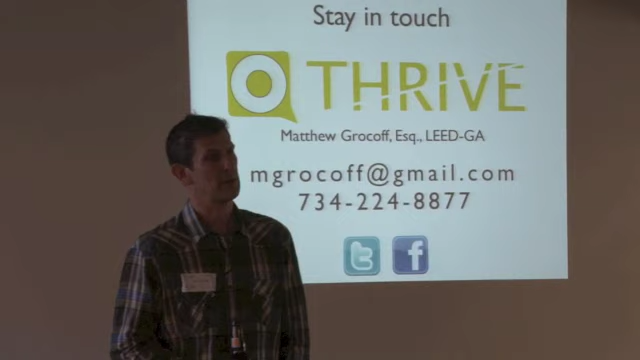 Stay in touch
THRIVE
Matthew Grocoff, Esq., LEED-GA
mgrocoff@gmail.com
734-224-8877
t f